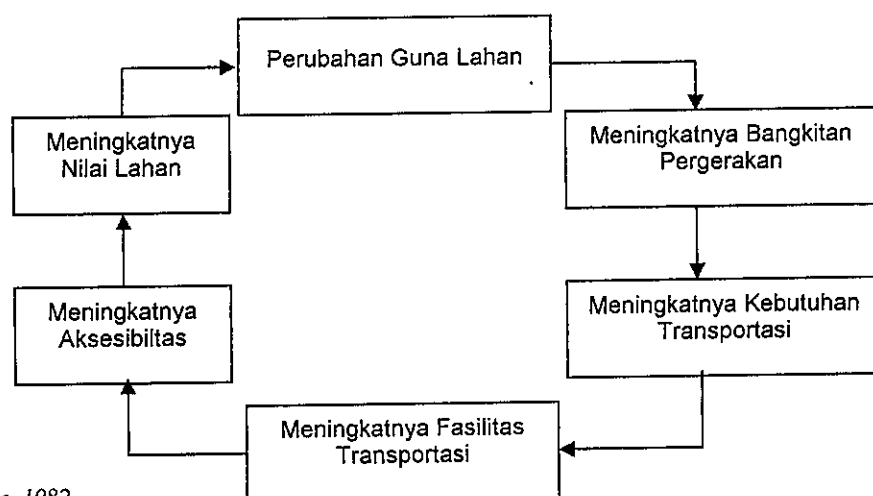 Perubahan Guna Lahan
Meningkatnya
Nilai Lahan
Meningkatnya Bangkitan
Pergerakan
Meningkatnya
Aksesibiltas
Meningkatnya Kebutuhan
Transportasi
Meningkatnya Fasilitas
Transportasi
1982